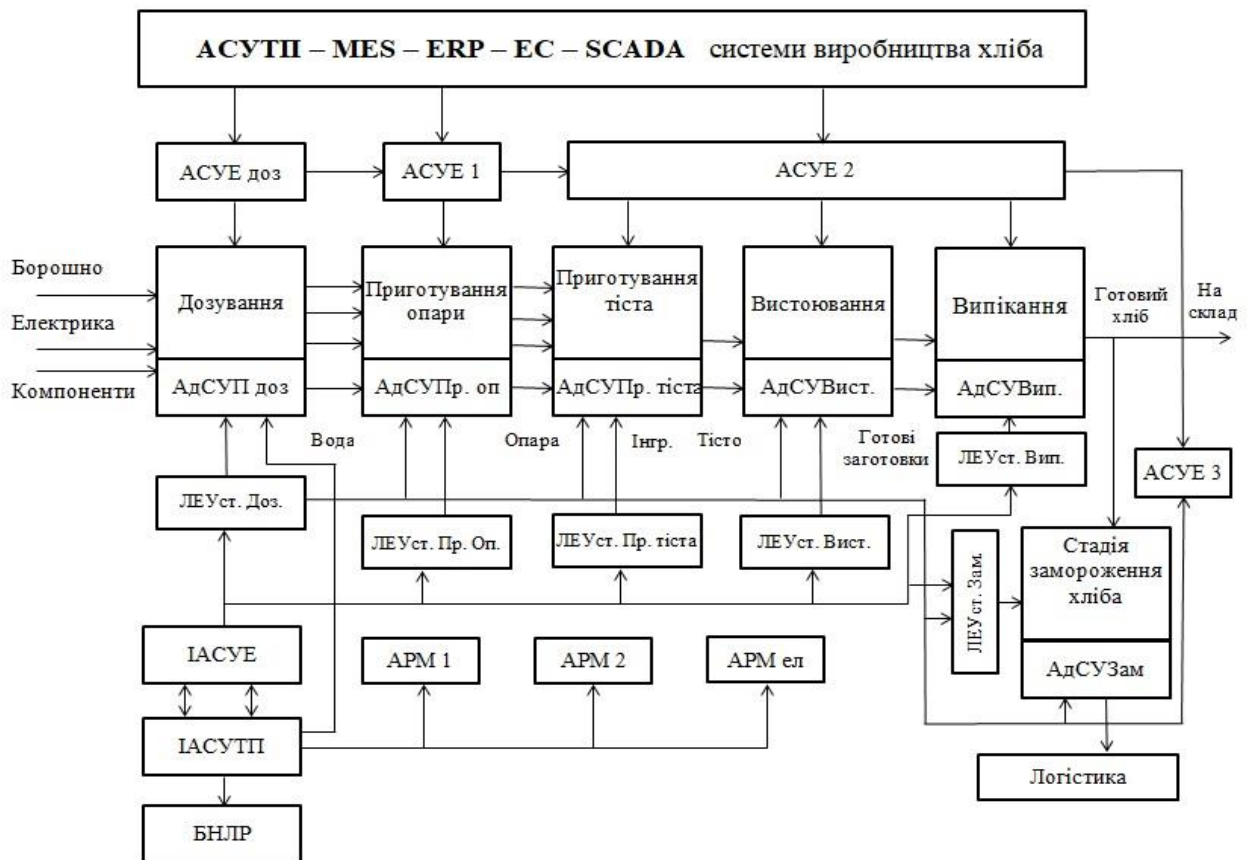 АСУТП – MES – ERP – EC – SCADA системи виробництва хліба
АСУЕ доз
АСУЕ 1
АСУЕ 2
Борошно
Електрика
Компоненти
Дозування
АдСУП доз
Приготування
опари
АдСУПр. оп
Приготування
тіста
АдСУПр. тіста
Вистоювання
АдСУВист.
Випікання
АдСУВип.
Готовий
хліб
На
склад
Вода
Опара
Інгр.
Тісто
Готові
заготовки
ЛЕУст. Вип.
АСУЕ 3
ЛЕУст. Доз.
ЛЕУст. Пр. Оп.
ЛЕУст. Пр. тіста
ЛЕУст. Вист.
ЛЕУст. Зам.
Стадія
замороження
хліба
АдСУЗам
ІАСУЕ
АРМ 1
АРМ 2
АРМ ел
ІАСУТП
Логістика
БНЛР